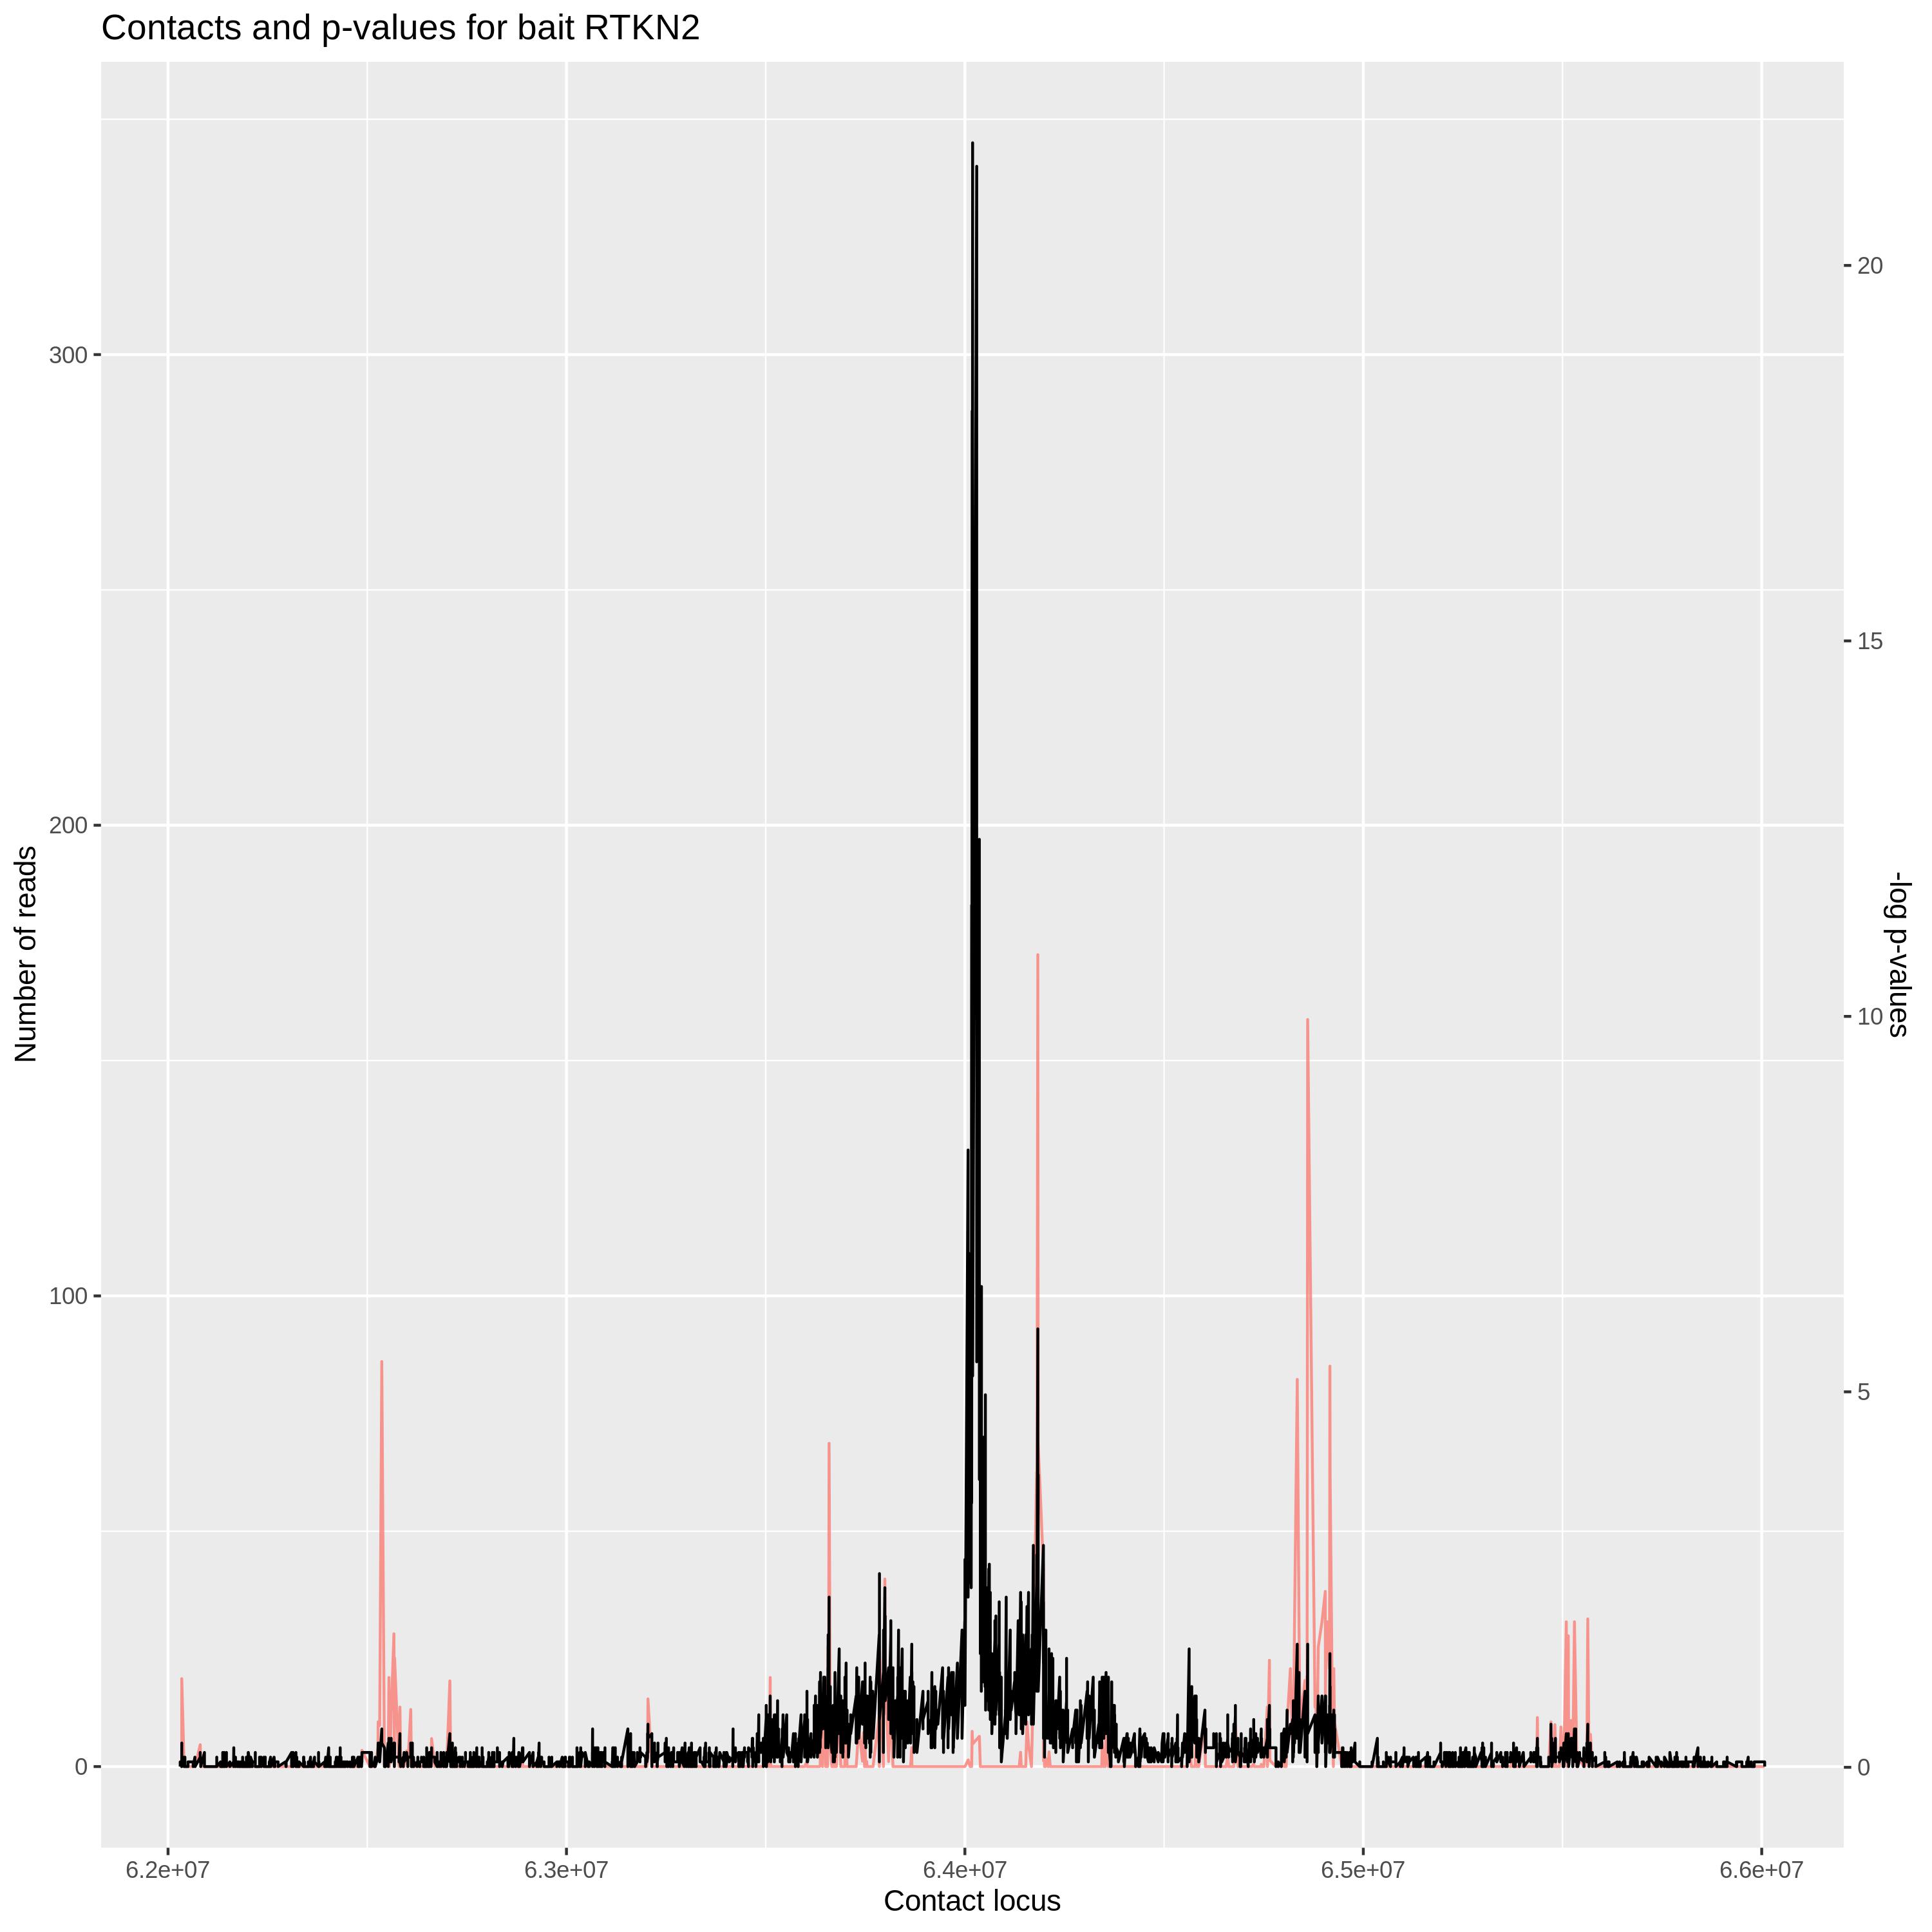 Contacts and p-values for bait RTKN2
300
200
100
0
Number of reads
20
15
10
5
0
-log p-values
6.2e+07 6.3e+07 6.4e+07 6.5e+07 6.6e+07
Contact locus